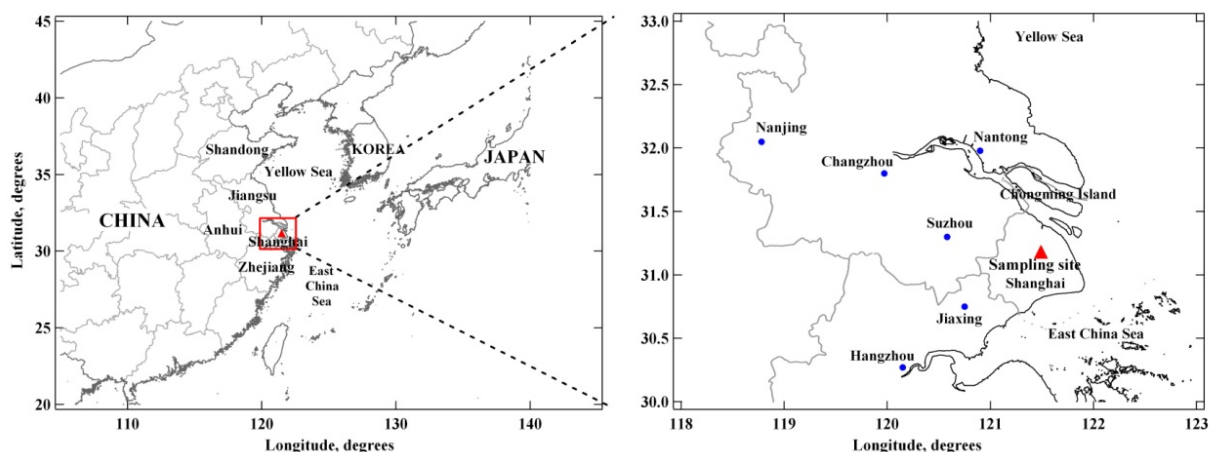 45
40
35
30
25
20
Latitude, degrees
110
120
130
140
Longitude, degrees
Shandong
KOREA
JAPAN
Yellow Sea
Jiangsu
CHINA
Anhui
Shanghai
Zhejiang
East
China
Sea
33.0
32.5
32.0
31.5
31.0
30.5
30.0
118
119
120
121
122
123
Longitude, degrees
Yellow Sea
Nanjing
Nantong
Changzhou
Chongming Island
Suzhou
Sampling site
Shanghai
Jiaxing
East China Sea
Hangzhou